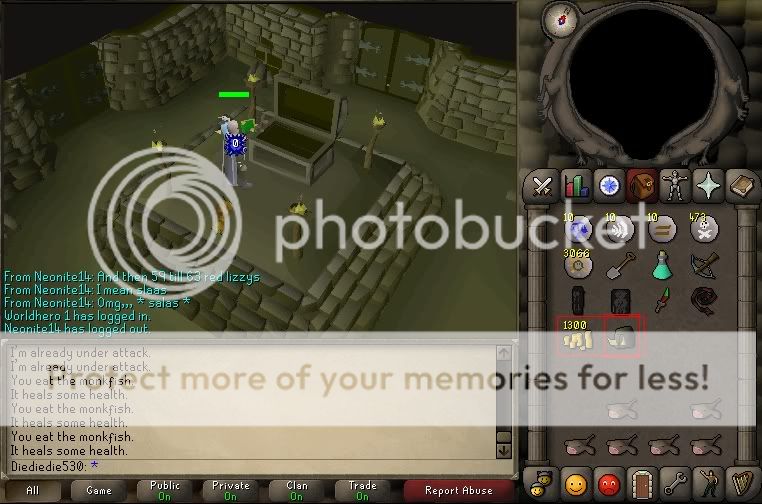 0
From Neonite14: And then 59 till 63 red lizzys
From Neonite14: I mean slaas
From Neonite14: Omg,,, * salas *
Worldhero 1 has logged in.
Neonite14 has logged out.
I'm already under attack.
I'm already under attack.
You eat the monkfish.
It heals some health.
You eat the monkfish.
It heals some health.
You eat the monkfish.
It heals some health.
Diediedie530: *
All
Game
Public
On
Private
On
Clan
On
Trade
On
Report Abuse
10 10 10 473
3066
1300
photobucket
Protect more of your memories for less!